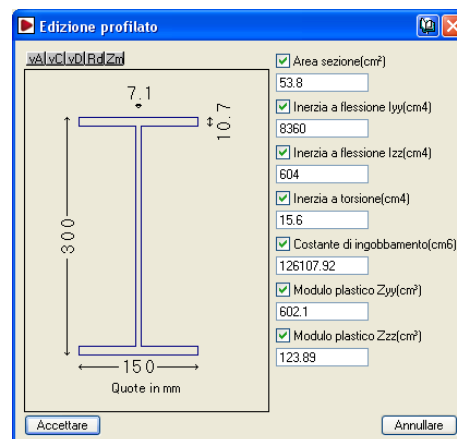 Edizione profilato
vA vC vD Rd Zm
7.1
10.7
300
150
Quote in mm
Area sezione(cm²)
53.8
Inerzia a flessione Iyy(cm4)
8360
Inerzia a flessione Izz(cm4)
604
Inerzia a torsione(cm4)
15.6
Costante di ingobbamento(cm6)
126107.92
Modulo plastico Zyy(cm³)
602.1
Modulo plastico Zzz(cm³)
123.89
Accettare
Annullare